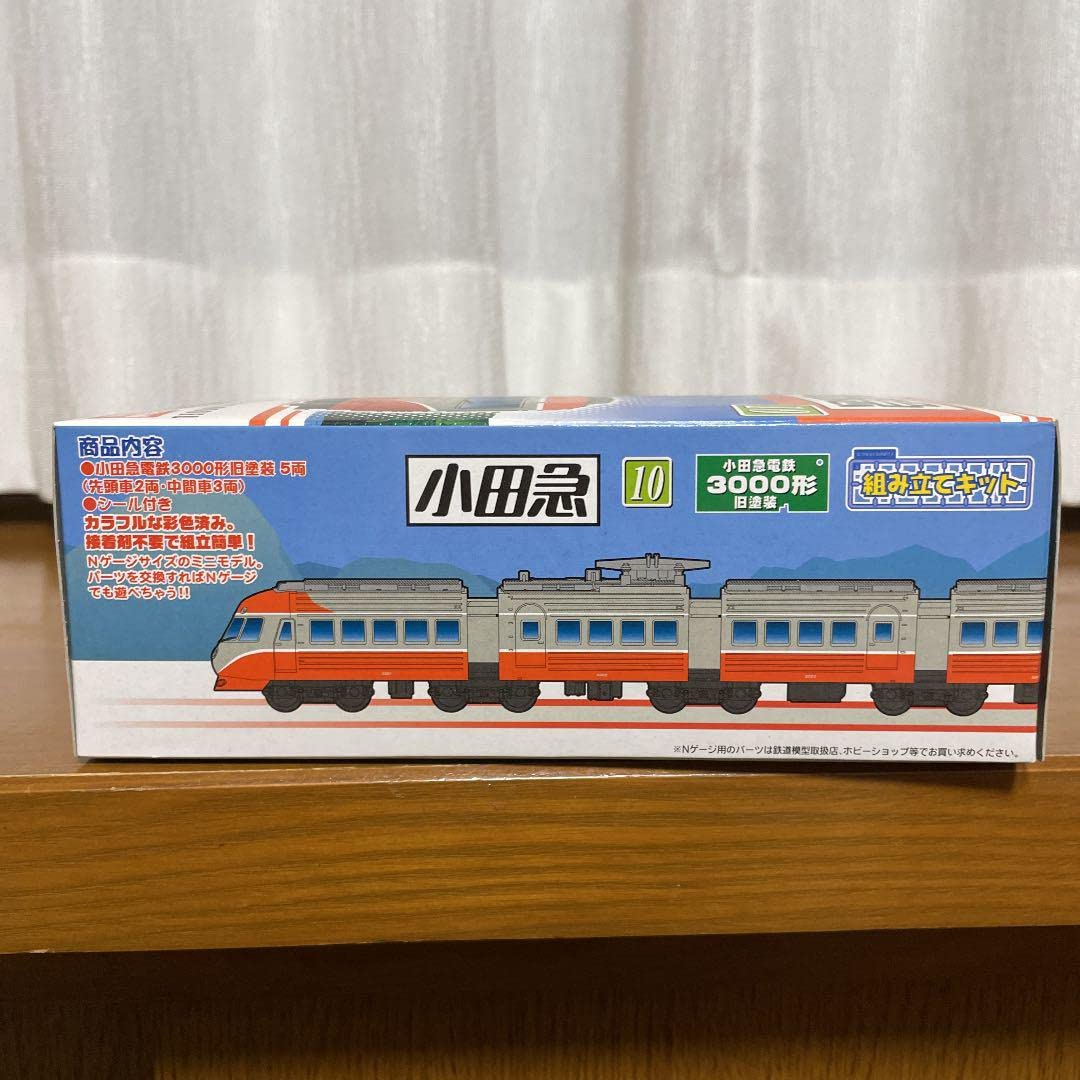 商品内容
●小田急電鉄3000形旧塗装 5両
(先頭車2両・中間車3両)
●シール付き
カラフルな彩色済み。
接着剤不要で組立簡単!
Nゲージサイズのミニモデル。
パーツを交換すればNゲージ
でも遊べちゃう!!
小田急
10
小田急電鉄
3000形
旧塗装
組み立てキット
※Nゲージ用のパーツは鉄道模型取扱店、ホビーショップ等でお買い求めください。